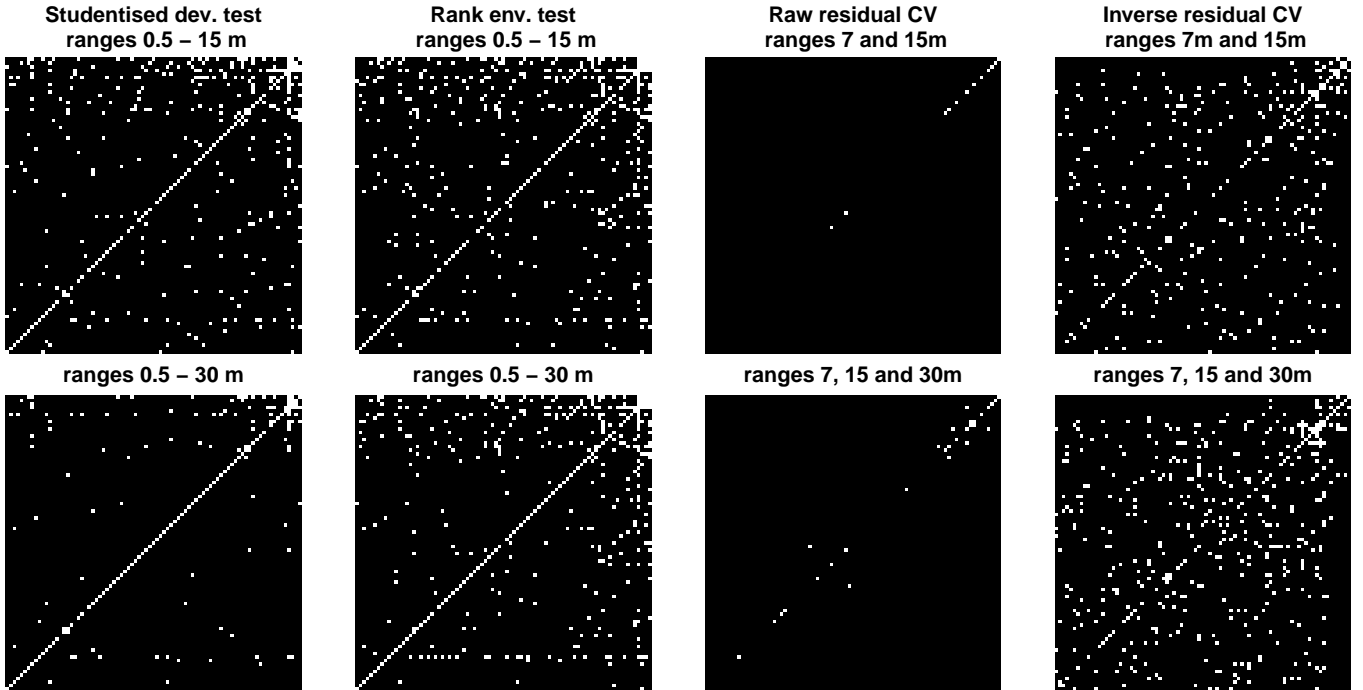 Studentised dev. test
ranges 0.5 – 15 m
Rank env. test
ranges 0.5 – 15 m
Raw residual CV
ranges 7 and 15m
Inverse residual CV
ranges 7m and 15m
ranges 0.5 – 30 m
ranges 0.5 – 30 m
ranges 7, 15 and 30m
ranges 7, 15 and 30m